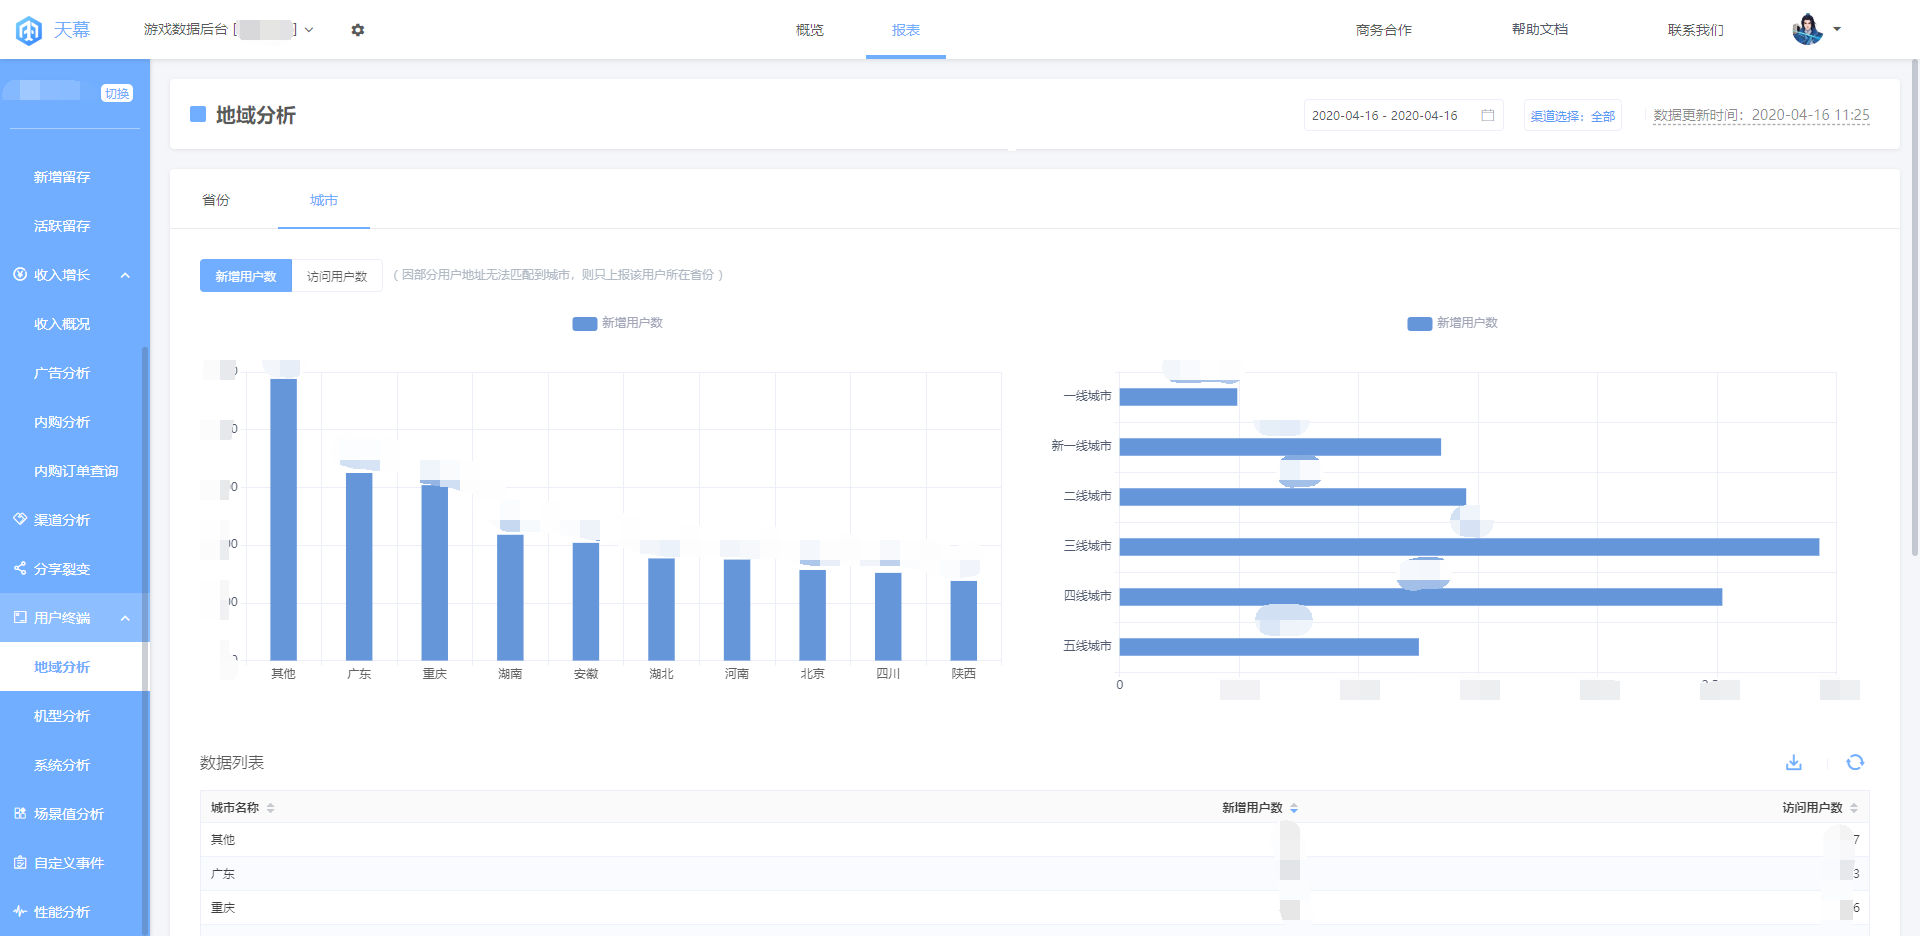 天幕
游戏数据后台 [ ]
概览
报表
商务合作
帮助文档
联系我们
切换
新增留存
活跃留存
收入增长
收入概况
广告分析
内购分析
内购订单查询
渠道分析
分享裂变
用户终端
地域分析
机型分析
系统分析
场景值分析
自定义事件
性能分析
地域分析
2020-04-16 - 2020-04-16
渠道选择：全部
数据更新时间：2020-04-16 11:25
省份
城市
新增用户数
访问用户数
( 因部分用户地址无法匹配到城市，则只上报该用户所在省份 )
新增用户数
其他
广东
重庆
湖南
安徽
湖北
河南
北京
四川
陕西
新增用户数
一线城市
新一线城市
二线城市
三线城市
四线城市
五线城市
0
数据列表
城市名称
新增用户数
访问用户数
其他
7
广东
3
重庆
6